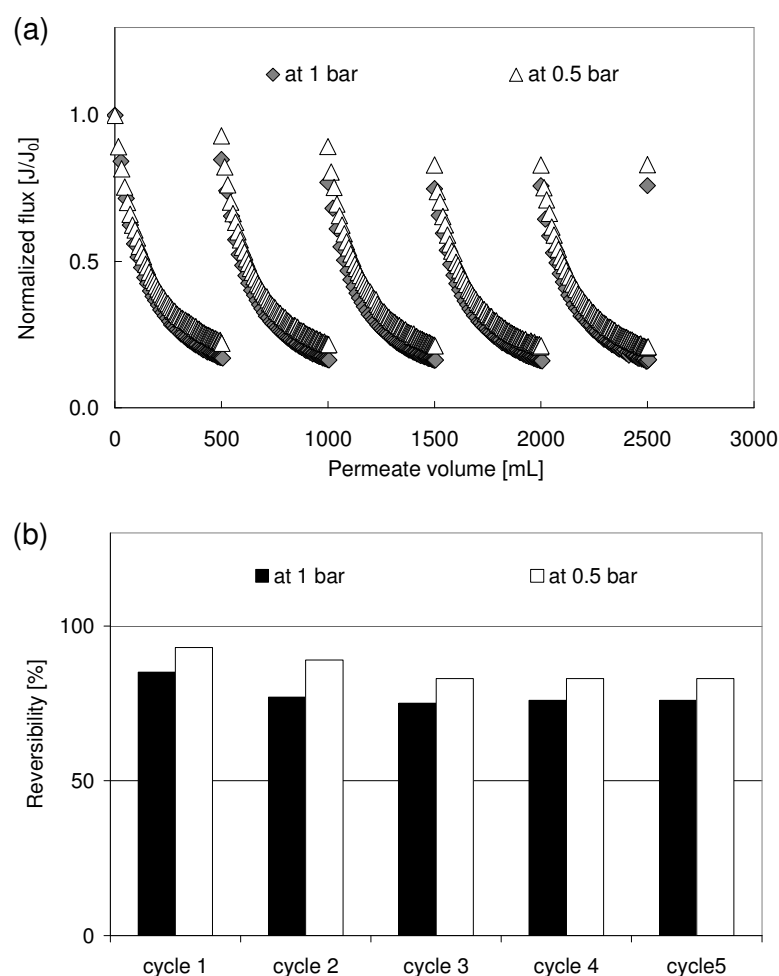 (a)
at 1 bar
at 0.5 bar
Normalized flux [J/J₀]
1.0
0.5
0.0
0 500 1000 1500 2000 2500 3000
Permeate volume [mL]
(b)
at 1 bar
at 0.5 bar
Reversibility [%]
100
50
0
cycle 1 cycle 2 cycle 3 cycle 4 cycle5